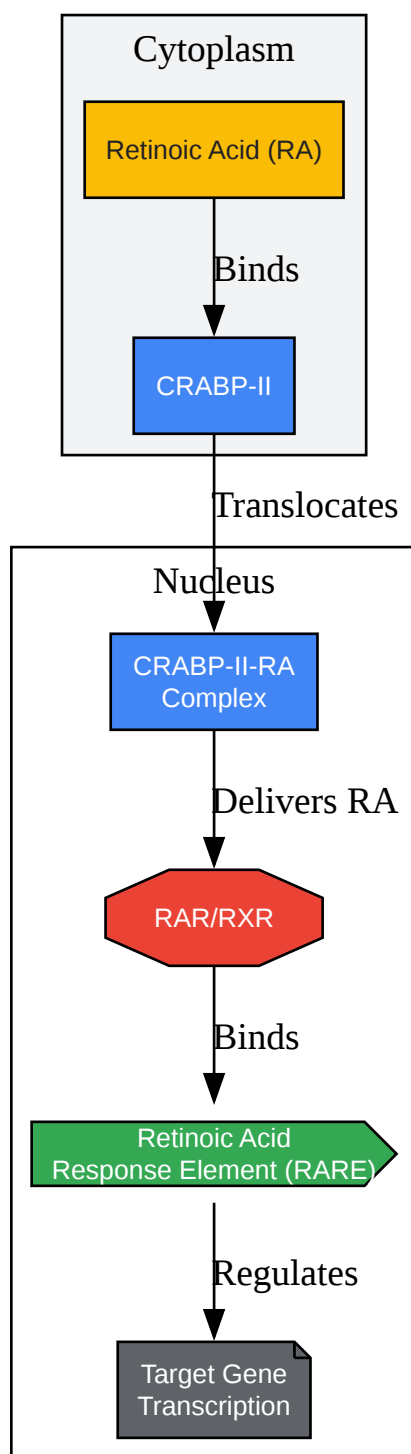 Cytoplasm
Retinoic Acid (RA)
Binds
CRABP-II
Translocates
Nucleus
CRABP-II-RA
Complex
Delivers RA
RAR/RXR
Binds
Retinoic Acid
Response Element (RARE)
Regulates
Target Gene
Transcription